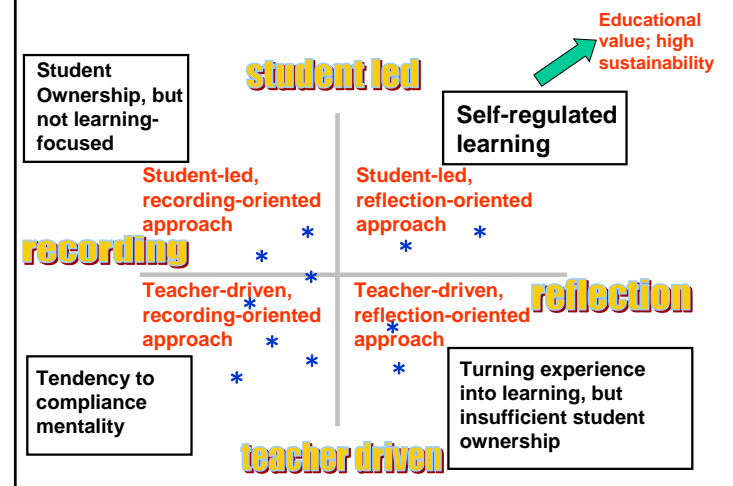 Educational
value; high
sustainability
Student
Ownership, but
not learning-
focused
student led
Self-regulated
learning
Student-led,
recording-oriented
approach
Student-led,
reflection-oriented
approach
*
*
*
*
recording
*
Teacher-driven,
recording-oriented
approach
Teacher-driven,
reflection-oriented
approach
reflection
*
*
*
*
*
*
Tendency to
compliance
mentality
Turning experience
into learning, but
insufficient student
ownership
teacher driven